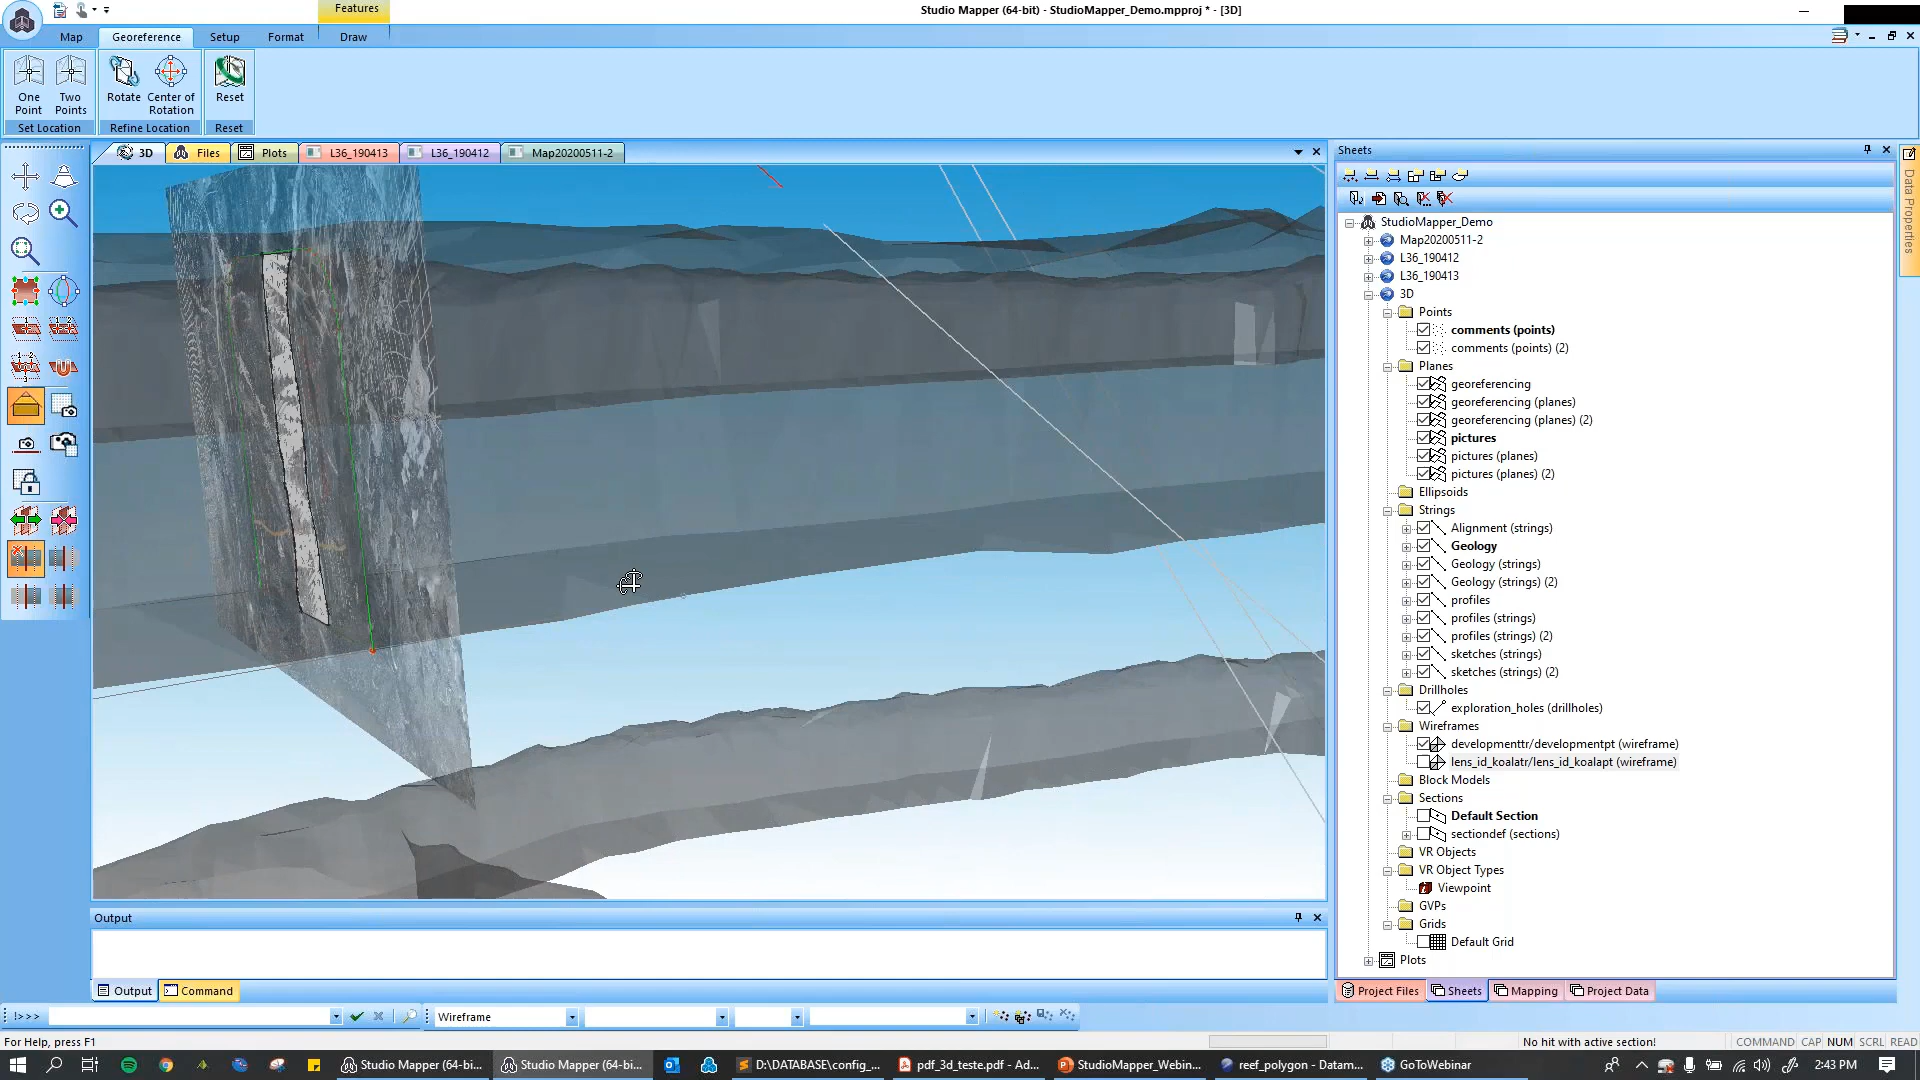 Features
Studio Mapper (64-bit) - StudioMapper_Demo.mpproj * - [3D]
Map
Georeference
Setup
Format
Draw
One Point
Two Points
Rotate
Center of Rotation
Reset
Set Location
Refine Location
Reset
3D
Files
Plots
L36_190413
L36_190412
Map20200511-2
Sheets
Data Properties
StudioMapper_Demo
Map20200511-2
L36_190412
L36_190413
3D
Points
comments (points)
comments (points) (2)
Planes
georeferencing
georeferencing (planes)
georeferencing (planes) (2)
pictures
pictures (planes)
pictures (planes) (2)
Ellipsoids
Strings
Alignment (strings)
Geology
Geology (strings)
Geology (strings) (2)
profiles
profiles (strings)
profiles (strings) (2)
sketches (strings)
sketches (strings) (2)
Drillholes
exploration_holes (drillholes)
Wireframes
developmenttr/developmentpt (wireframe)
lens_id_koalatr/lens_id_koalapt (wireframe)
Block Models
Sections
Default Section
sectiondef (sections)
VR Objects
VR Object Types
Viewpoint
GVPs
Grids
Default Grid
Plots
Output
Output
Command
Project Files
Sheets
Mapping
Project Data
!>>>
Wireframe
For Help, press F1
No hit with active section!
COMMAND CAP NUM SCRL READ
Studio Mapper (64-bi...
Studio Mapper (64-bi...
D:\DATABASE\config_...
pdf_3d_teste.pdf - Ad...
StudioMapper_Webin...
reef_polygon - Datam...
GoToWebinar
2:43 PM